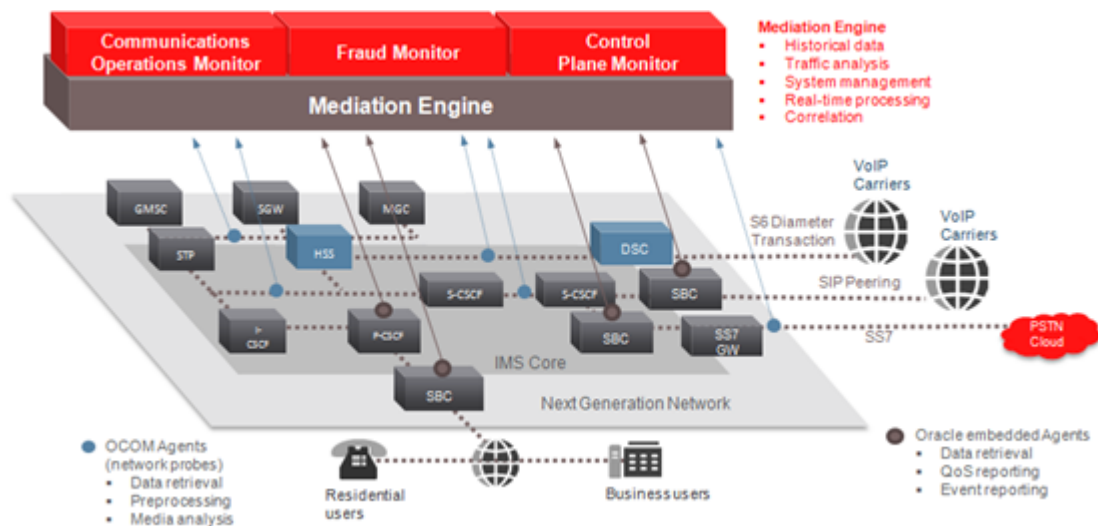 Communications
Operations Monitor
Fraud Monitor
Control
Plane Monitor
Mediation Engine
Mediation Engine
▪ Historical data
▪ Traffic analysis
▪ System management
▪ Real-time processing
▪ Correlation
VoIP
Carriers
VoIP
Carriers
GMSC
SGW
MGC
S6 Diameter
Transaction
STP
HSS
DSC
S-CSCF
S-CSCF
SBC
SIP Peering
I-
CSCF
P-CSCF
SBC
SS7
GW
SS7
PSTN
Cloud
IMS Core
SBC
Next Generation Network
OCOM Agents
(network probes)
▪ Data retrieval
▪ Preprocessing
▪ Media analysis
Residential
users
Business users
Oracle embedded Agents
▪ Data retrieval
▪ QoS reporting
▪ Event reporting